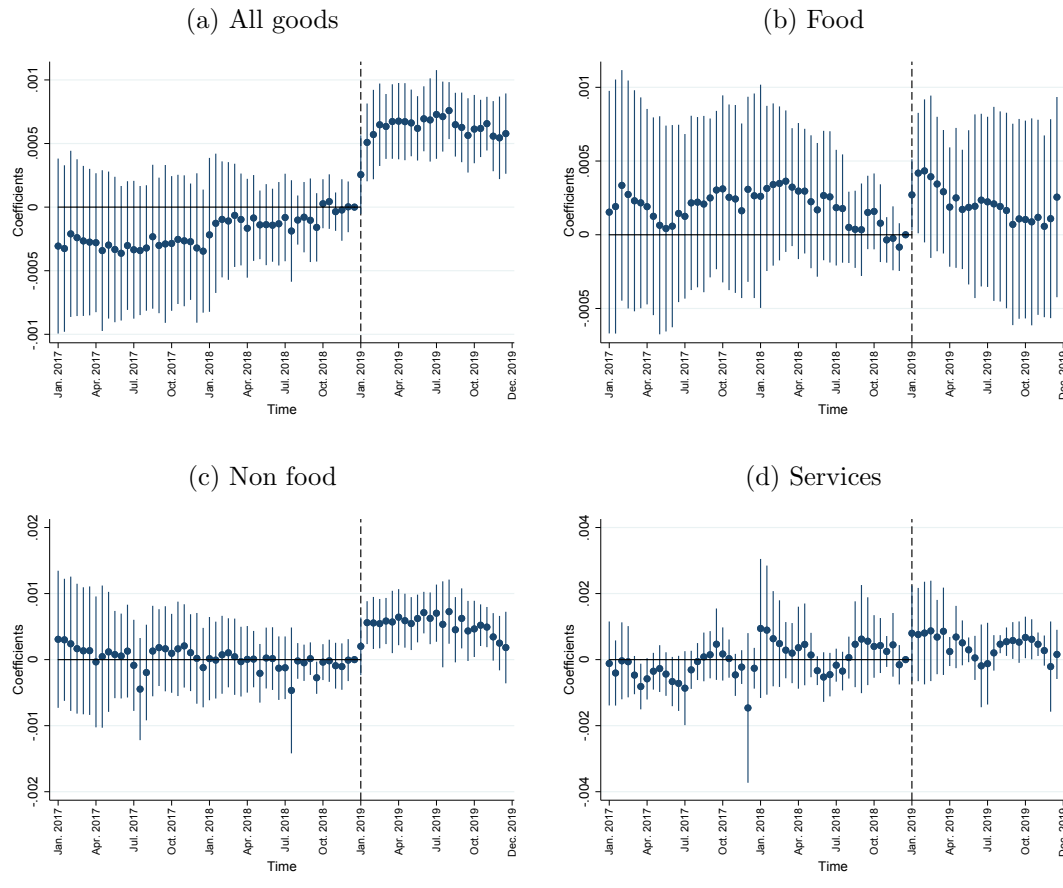 (a) All goods
(b) Food
Coefficients
.001
.0005
0
-.0005
-.001
Jan. 2017
Apr. 2017
Jul. 2017
Oct. 2017
Jan. 2018
Apr. 2018
Jul. 2018
Oct. 2018
Jan. 2019
Apr. 2019
Jul. 2019
Oct. 2019
Dec. 2019
Time
Coefficients
.001
.0005
0
-.0005
Jan. 2017
Apr. 2017
Jul. 2017
Oct. 2017
Jan. 2018
Apr. 2018
Jul. 2018
Oct. 2018
Jan. 2019
Apr. 2019
Jul. 2019
Oct. 2019
Dec. 2019
Time
(c) Non food
(d) Services
Coefficients
.002
.001
0
-.001
-.002
Jan. 2017
Apr. 2017
Jul. 2017
Oct. 2017
Jan. 2018
Apr. 2018
Jul. 2018
Oct. 2018
Jan. 2019
Apr. 2019
Jul. 2019
Oct. 2019
Dec. 2019
Time
Coefficients
.004
.002
0
-.002
-.004
Jan. 2017
Apr. 2017
Jul. 2017
Oct. 2017
Jan. 2018
Apr. 2018
Jul. 2018
Oct. 2018
Jan. 2019
Apr. 2019
Jul. 2019
Oct. 2019
Dec. 2019
Time